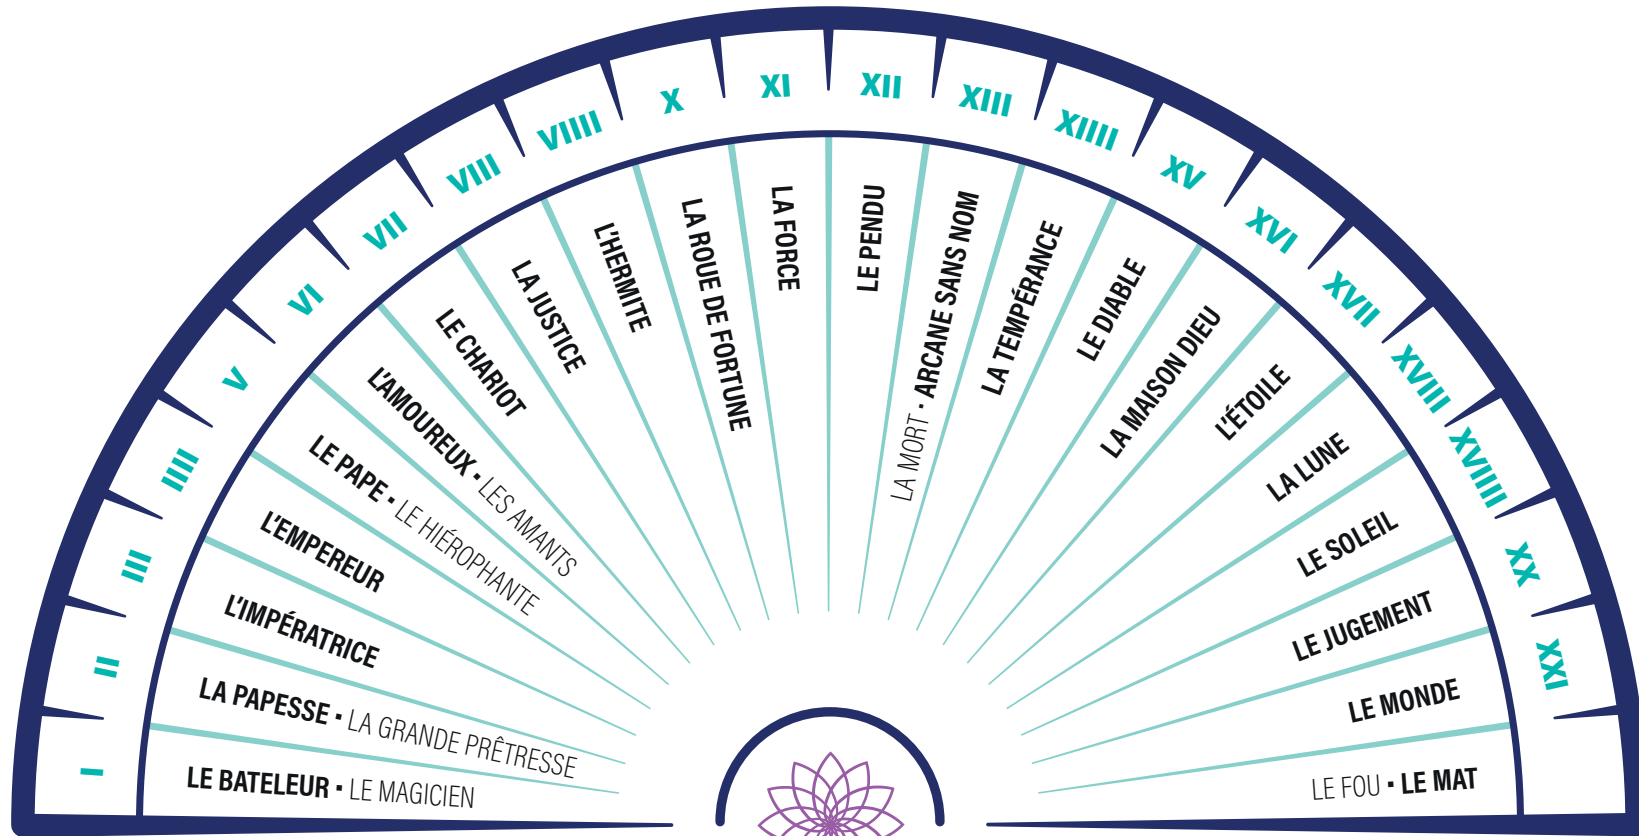 I
II
III
IIII
V
VI
VII
VIII
VIIII
X
XI
XII
XIII
XIIII
XV
XVI
XVII
XVIII
XVIIII
XX
XXI
LE BATELEUR • LE MAGICIEN
LA PAPESSE • LA GRANDE PRÊTRESSE
L'IMPÉRATRICE
L'EMPEREUR
LE PAPE • LE HIÉROPHANTE
L'AMOUREUX • LES AMANTS
LE CHARIOT
LA JUSTICE
L'HERMITE
LA ROUE DE FORTUNE
LA FORCE
LE PENDU
LA MORT • ARCANE SANS NOM
LA TEMPÉRANCE
LE DIABLE
LA MAISON DIEU
L'ÉTOILE
LA LUNE
LE SOLEIL
LE JUGEMENT
LE MONDE
LE FOU • LE MAT